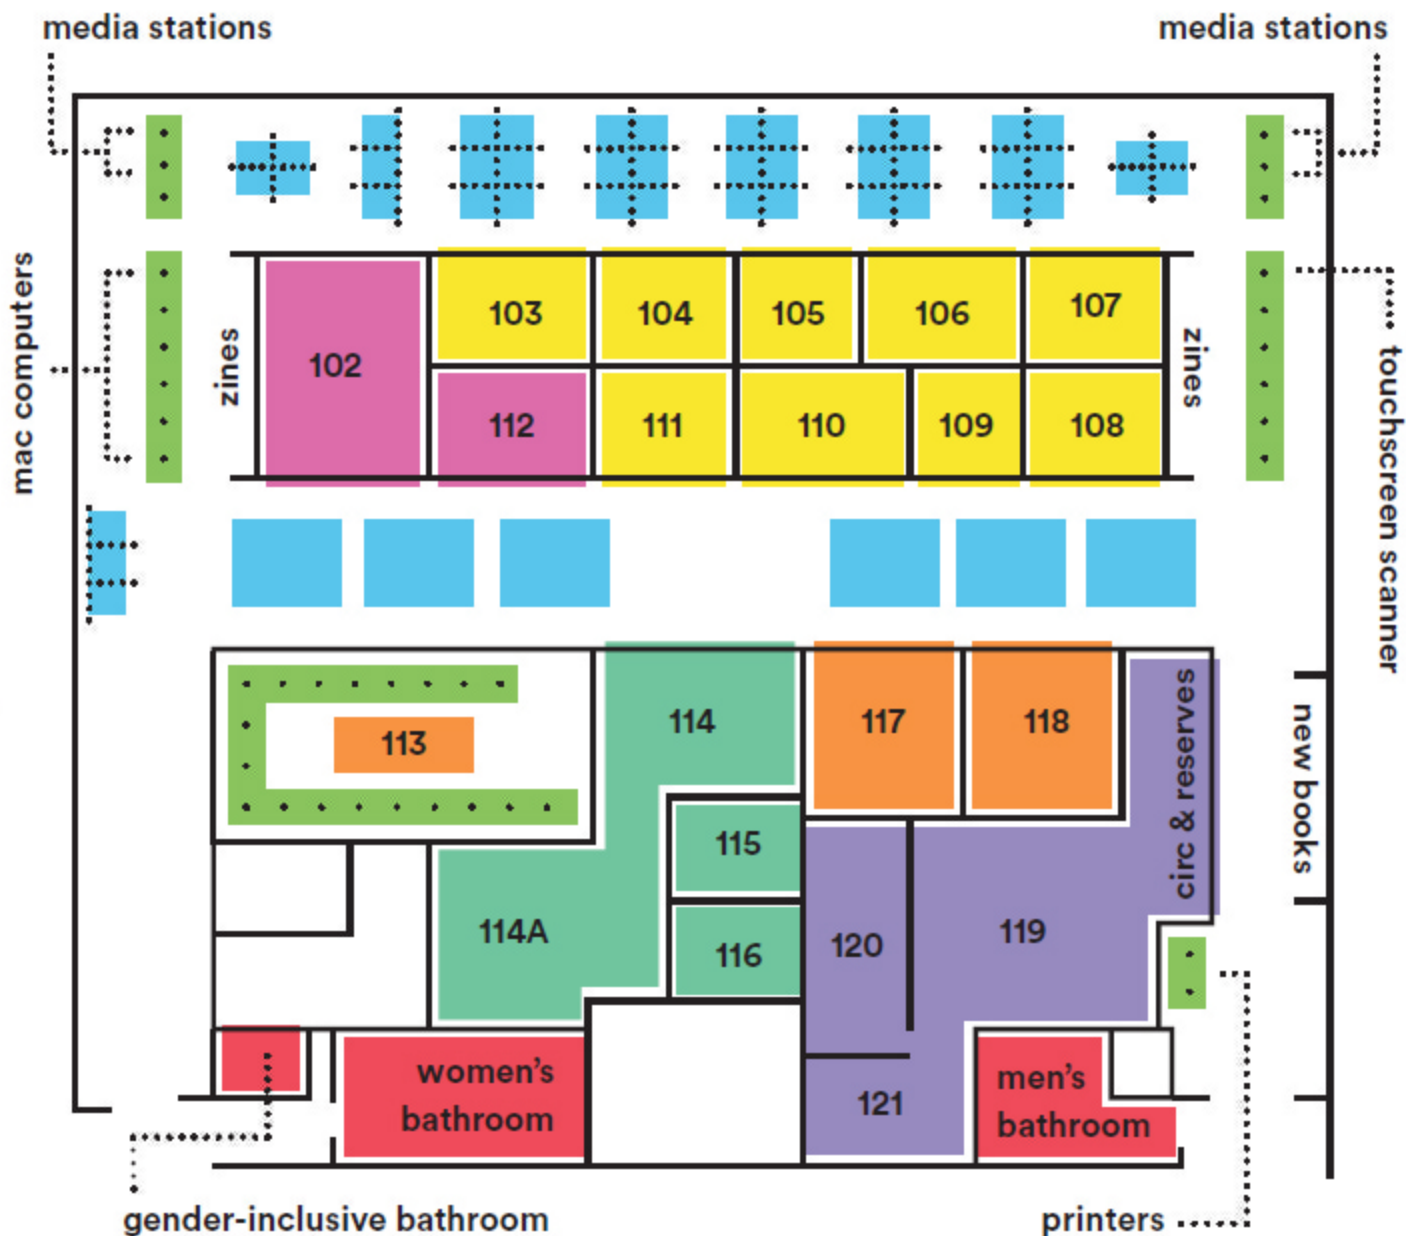 media stations
media stations
mac computers
zines
102
103
104
105
106
107
112
111
110
109
108
zines
touchscreen scanner
113
114
117
118
circ & reserves
new books
115
114A
116
120
119
women's
bathroom
121
men's
bathroom
gender-inclusive bathroom
printers